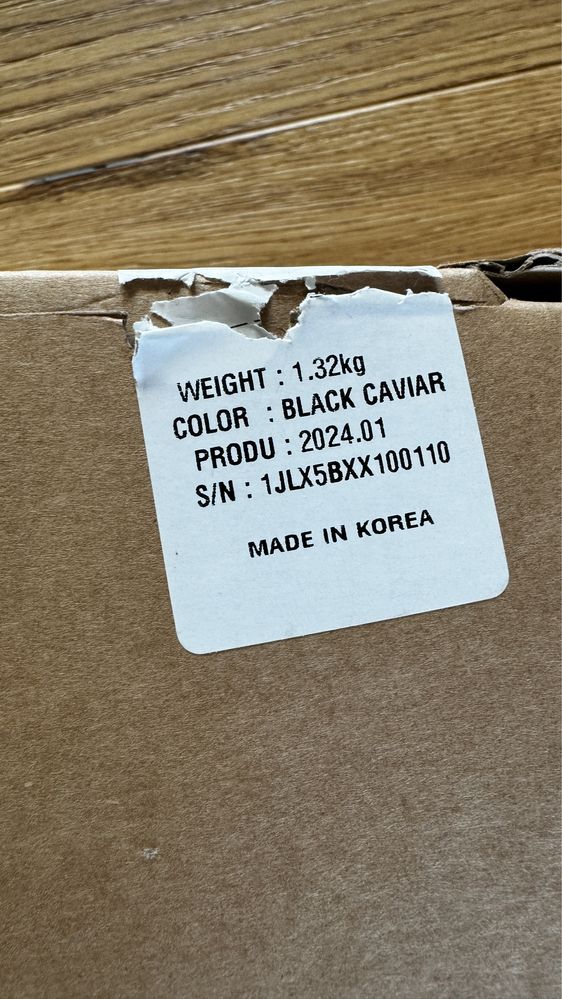 WEIGHT : 1.32kg
COLOR : BLACK CAVIAR
PRODU : 2024.01
S/N : 1JLX5BXX100110
MADE IN KOREA